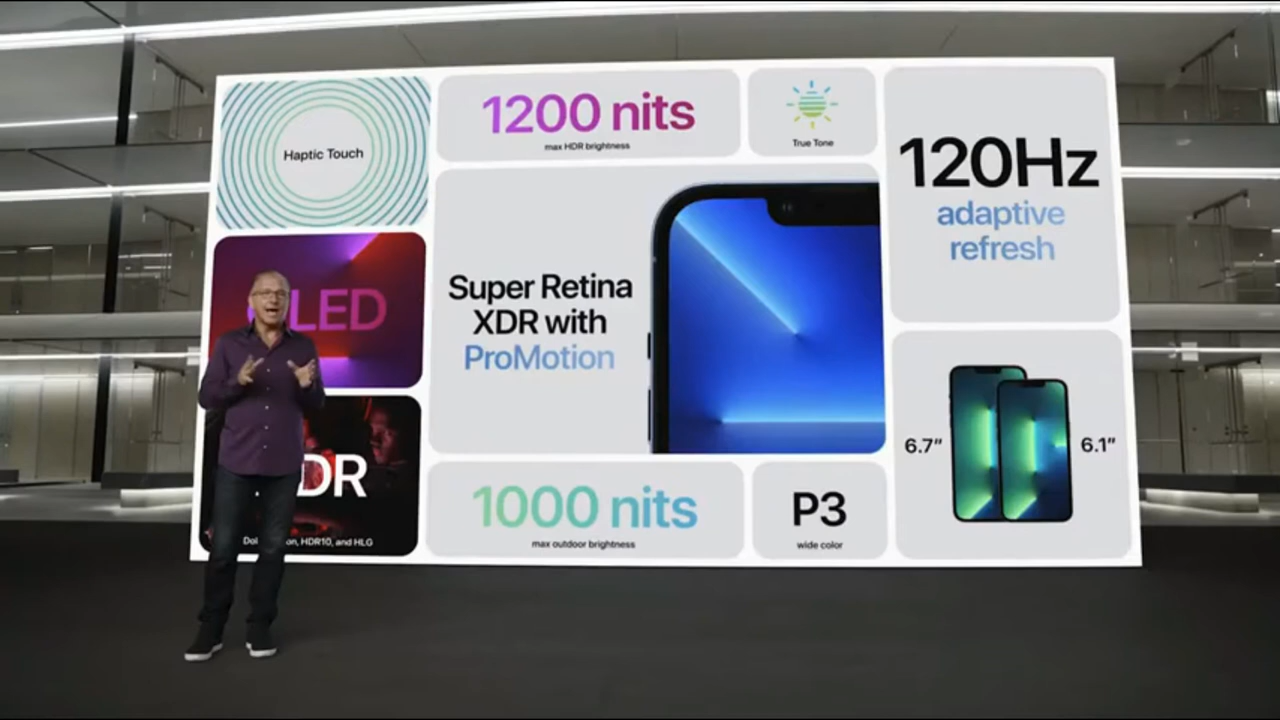 Haptic Touch
1200 nits
max HDR brightness
True Tone
120Hz
adaptive
refresh
LED
Super Retina
XDR with
ProMotion
6.7"
6.1"
DR
HDR10, and HLG
1000 nits
max outdoor brightness
P3
wide color